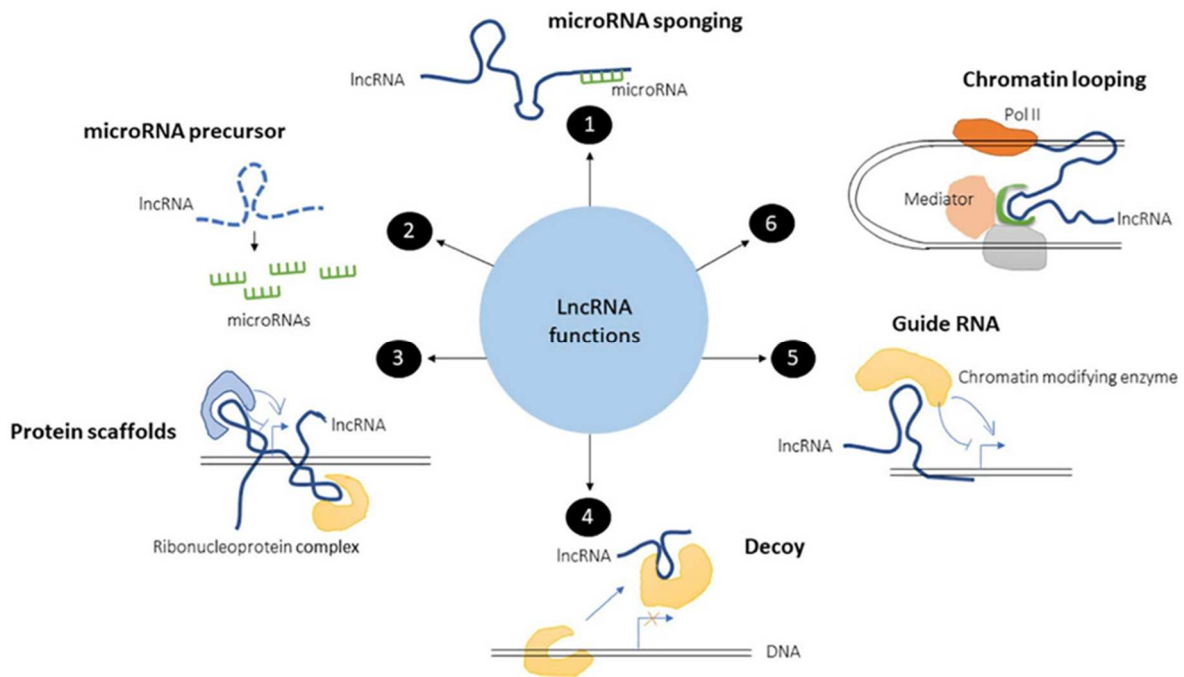 microRNA sponging
lncRNA
microRNA
1
microRNA precursor
lncRNA
microRNAs
2
Protein scaffolds
lncRNA
Ribonucleoprotein complex
3
LncRNA
functions
4
lncRNA
Decoy
DNA
5
Guide RNA
Chromatin modifying enzyme
lncRNA
6
Chromatin looping
Pol II
Mediator
lncRNA